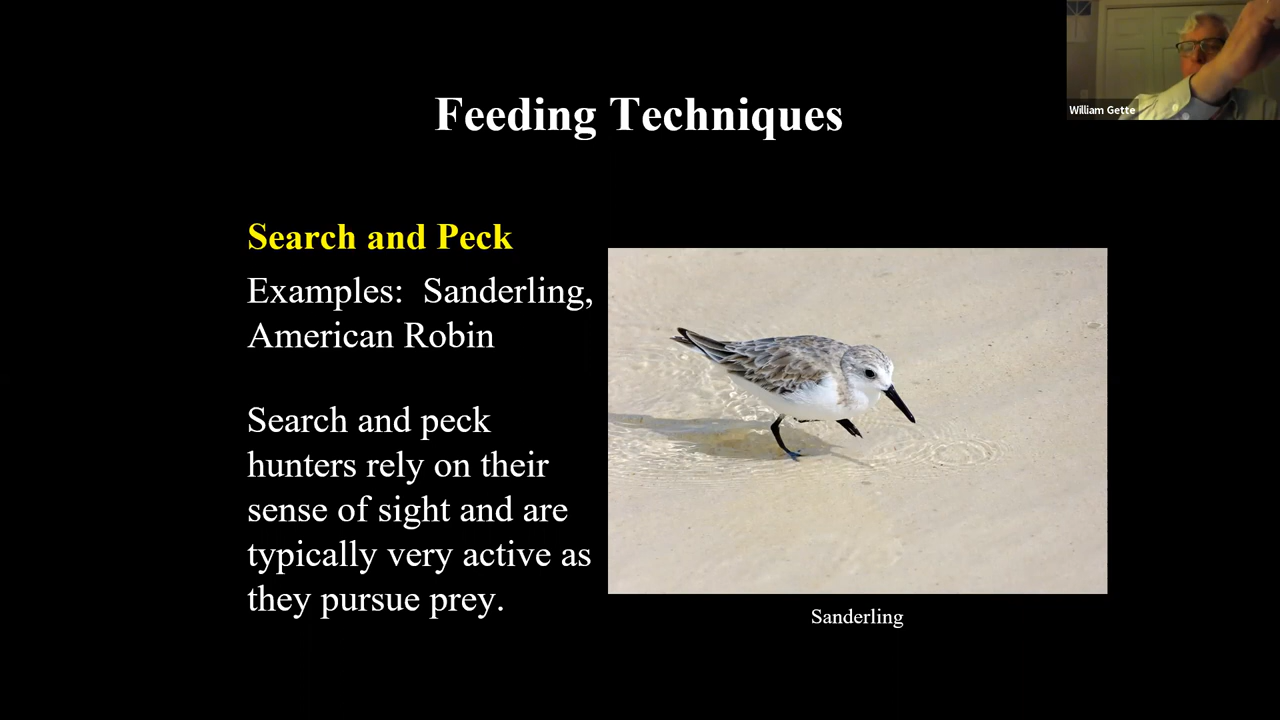 William Gette
Feeding Techniques
Search and Peck
Examples:  Sanderling,
American Robin
Search and peck
hunters rely on their
sense of sight and are
typically very active as
they pursue prey.
Sanderling